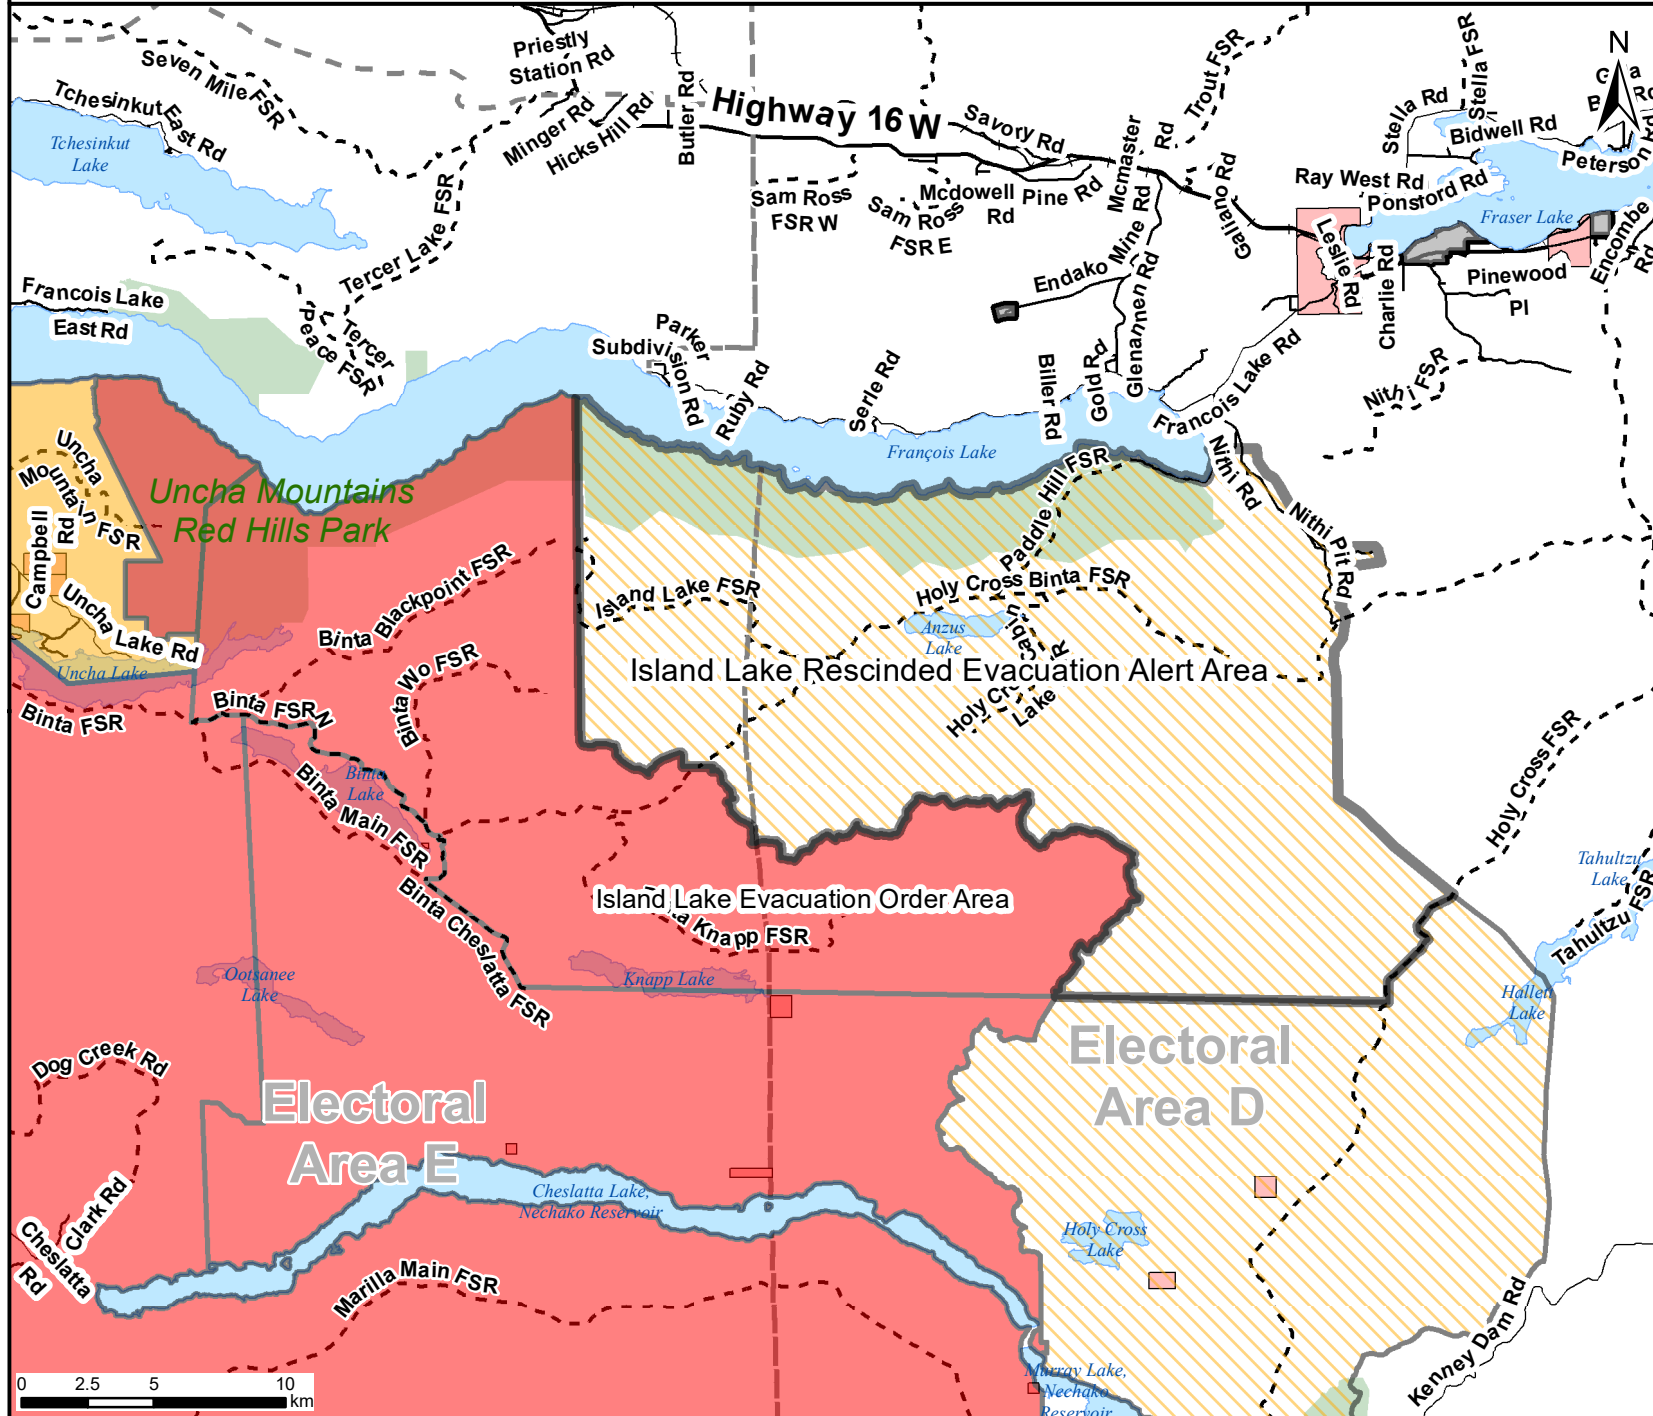 Priestly
Station Rd
Seven Mile FSR
Tchesinkut
East Rd
Tchesinkut
Lake
Minger Rd
Hicks Hill Rd
Butler Rd
Highway 16 W
Savory Rd
Mcmaster
Rd
Trout FSR
Stella FSR
Stella Rd
Bidwell Rd
Peterson
N
Sam Ross
FSR W
Sam Ross
FSR E
Mcdowell
Rd
Pine Rd
Galiano Rd
Ray West Rd
Ponsford Rd
Fraser Lake
Leslie Rd
Charlie Rd
Pinewood
Pl
Encombe
Rd
Endako Mine Rd
Glenannen Rd
Tercer Lake FSR
Tercer
Peace FSR
Francois Lake
East Rd
Parker
Subdivision Rd
Ruby Rd
Serle Rd
Biller Rd
Golpl Rd
Francois Lake Rd
Nithi FSR
François Lake
Nithi Rd
Nithi Pit Rd
Uncha
Mountain FSR
Uncha Mountains
Red Hills Park
Campbell
Rd
Uncha Lake Rd
Uncha Lake
Paddle Hill FSR
Binta Blackpoint FSR
Island Lake FSR
Holy Cross Binta FSR
Anzus
Lake
Binta Wo FSR
Island Lake Rescinded Evacuation Alert Area
Lake
Binta FSR
Binta FSR N
Binta
Lake
Binta Main FSR
Holy Cross FSR
Tahultzu
Lake
Tahultzu FSR
Island Lake Evacuation Order Area
Knapp FSR
Binta Cheslatta FSR
Ootsanee
Lake
Knapp Lake
Hallett
Lake
Dog Creek Rd
Electoral
Area E
Electoral
Area D
Cheslatta Lake,
Nechako Reservoir
Clark Rd
Cheslatta
Rd
Marilla Main FSR
Holy Cross
Lake
Kenney Dam Rd
Murray Lake,
Nechako
Reservoir
0 2.5 5 10
km